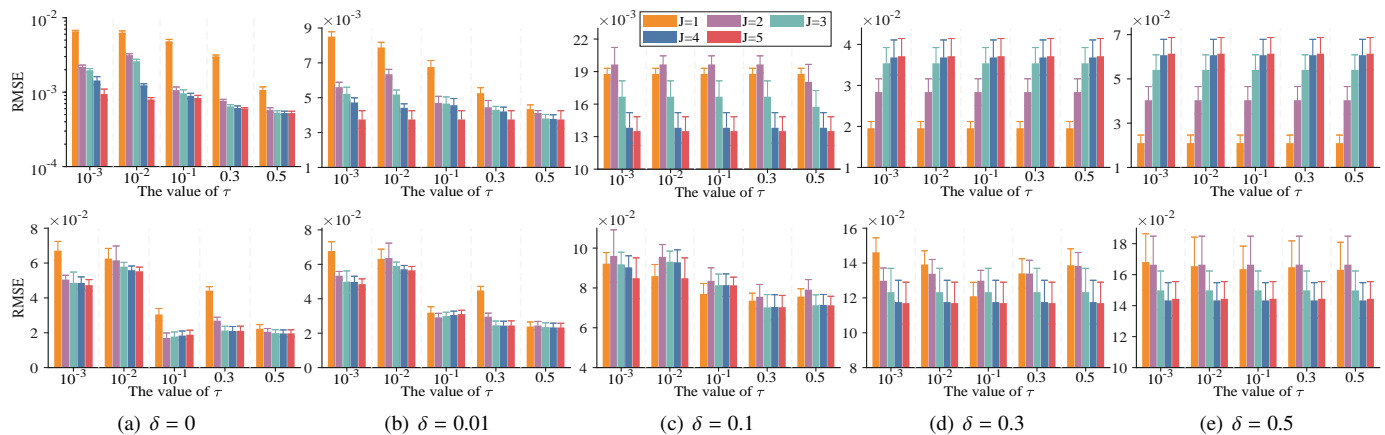 ×10⁻³
×10⁻³
J=1 J=2 J=3
J=4 J=5
×10⁻²
×10⁻²
RMSE
10⁻²
10⁻³
10⁻⁴
10⁻³ 10⁻² 10⁻¹ 0.3 0.5
The value of τ
9
7
5
3
1
10⁻³ 10⁻² 10⁻¹ 0.3 0.5
The value of τ
22
19
16
13
10
10⁻³ 10⁻² 10⁻¹ 0.3 0.5
The value of τ
4
3
2
1
10⁻³ 10⁻² 10⁻¹ 0.3 0.5
The value of τ
7
5
3
1
10⁻³ 10⁻² 10⁻¹ 0.3 0.5
The value of τ
RMSE
×10⁻²
8
6
4
2
0
10⁻³ 10⁻² 10⁻¹ 0.3 0.5
The value of τ
×10⁻²
8
6
4
2
0
10⁻³ 10⁻² 10⁻¹ 0.3 0.5
The value of τ
×10⁻²
10
8
6
4
10⁻³ 10⁻² 10⁻¹ 0.3 0.5
The value of τ
×10⁻²
16
14
12
10
8
10⁻³ 10⁻² 10⁻¹ 0.3 0.5
The value of τ
×10⁻²
18
16
14
12
10
10⁻³ 10⁻² 10⁻¹ 0.3 0.5
The value of τ
(a) δ = 0
(b) δ = 0.01
(c) δ = 0.1
(d) δ = 0.3
(e) δ = 0.5